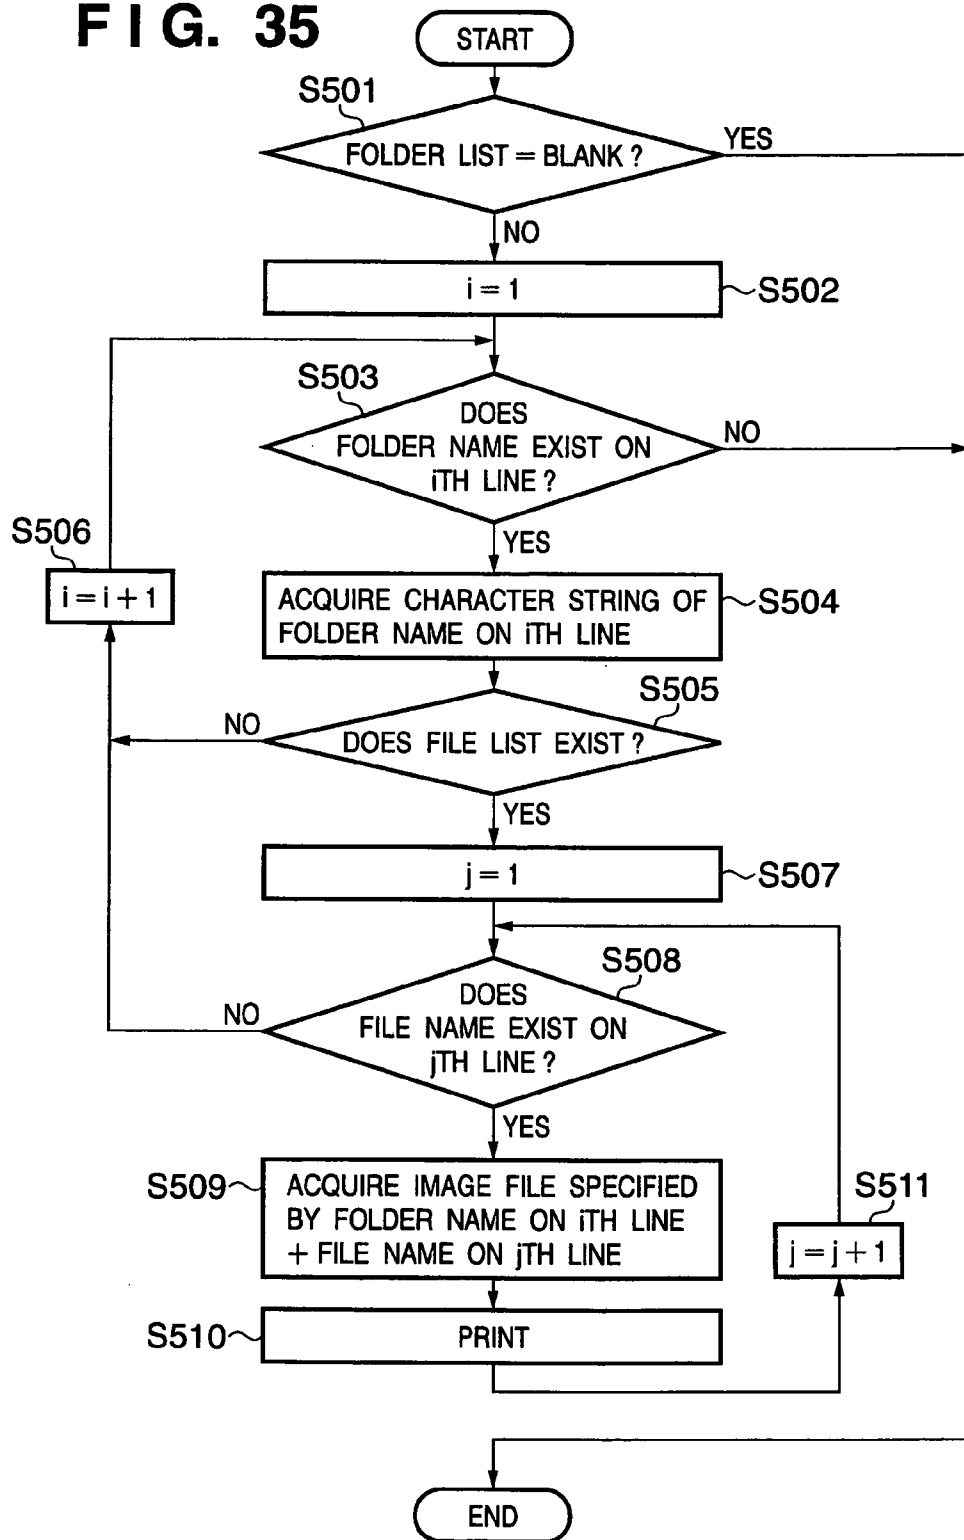 FIG. 35
START
S501
FOLDER LIST = BLANK ?
YES
NO
i = 1
S502
S503
DOES
FOLDER NAME EXIST ON
iTH LINE ?
NO
YES
S506
i = i + 1
ACQUIRE CHARACTER STRING OF
FOLDER NAME ON iTH LINE
S504
S505
NO
DOES FILE LIST EXIST ?
YES
j = 1
S507
S508
NO
DOES
FILE NAME EXIST ON
jTH LINE ?
YES
S509
ACQUIRE IMAGE FILE SPECIFIED
BY FOLDER NAME ON iTH LINE
+ FILE NAME ON jTH LINE
S511
j = j + 1
S510
PRINT
END